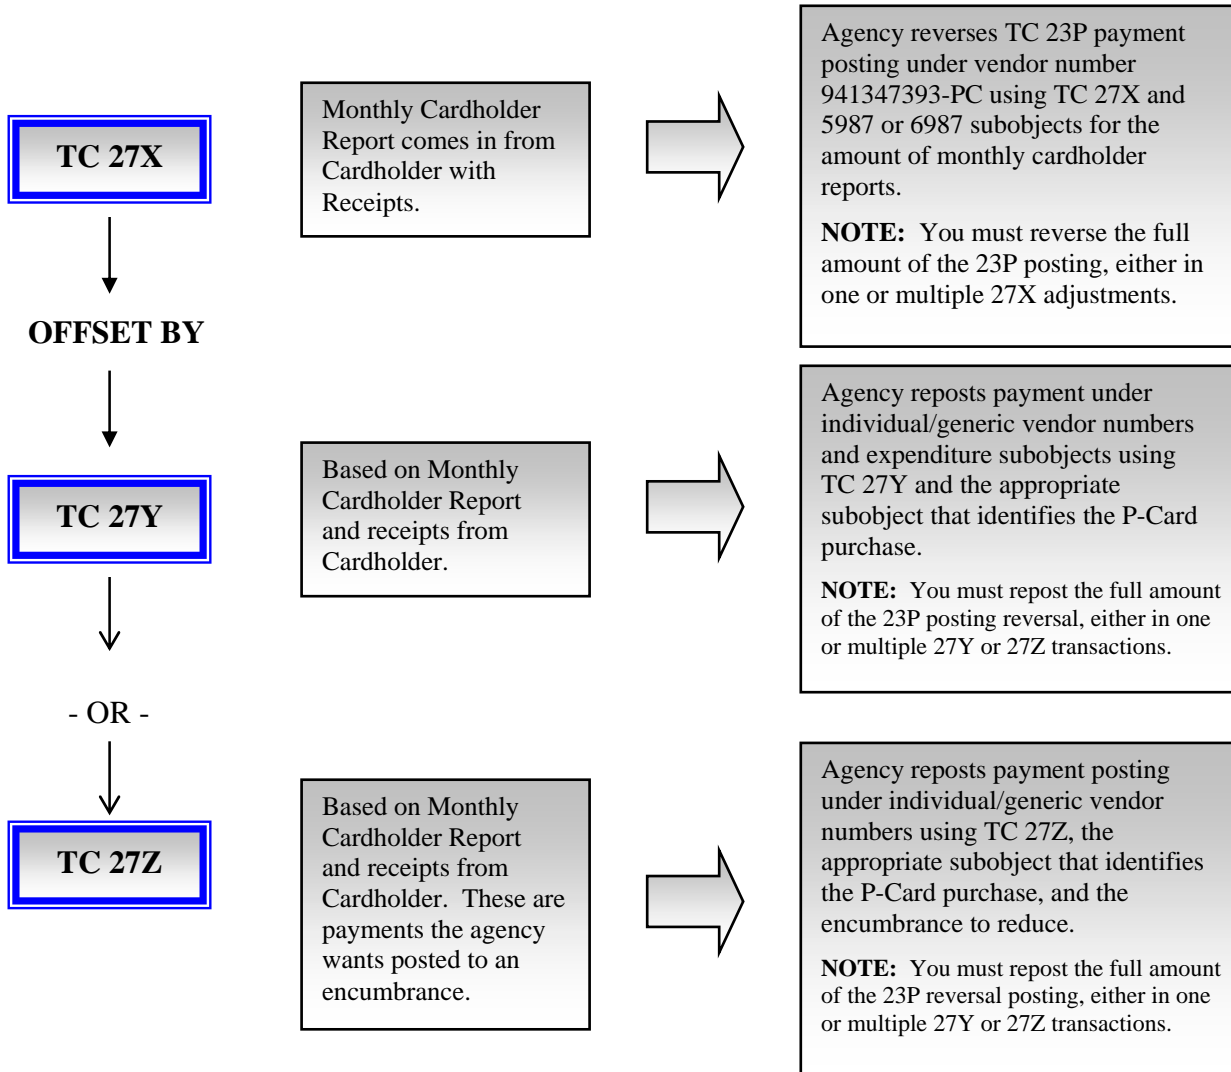 TC 27X
Monthly Cardholder
Report comes in from
Cardholder with
Receipts.
Agency reverses TC 23P payment
posting under vendor number
941347393-PC using TC 27X and
5987 or 6987 subobjects for the
amount of monthly cardholder
reports.
NOTE: You must reverse the full
amount of the 23P posting, either in
one or multiple 27X adjustments.
OFFSET BY
TC 27Y
Based on Monthly
Cardholder Report
and receipts from
Cardholder.
Agency reposts payment under
individual/generic vendor numbers
and expenditure subobjects using
TC 27Y and the appropriate
subobject that identifies the P-Card
purchase.
NOTE: You must repost the full amount
of the 23P posting reversal, either in one
or multiple 27Y or 27Z transactions.
- OR -
TC 27Z
Based on Monthly
Cardholder Report
and receipts from
Cardholder. These are
payments the agency
wants posted to an
encumbrance.
Agency reposts payment posting
under individual/generic vendor
numbers using TC 27Z, the
appropriate subobject that identifies
the P-Card purchase, and the
encumbrance to reduce.
NOTE: You must repost the full amount
of the 23P reversal posting, either in one
or multiple 27Y or 27Z transactions.